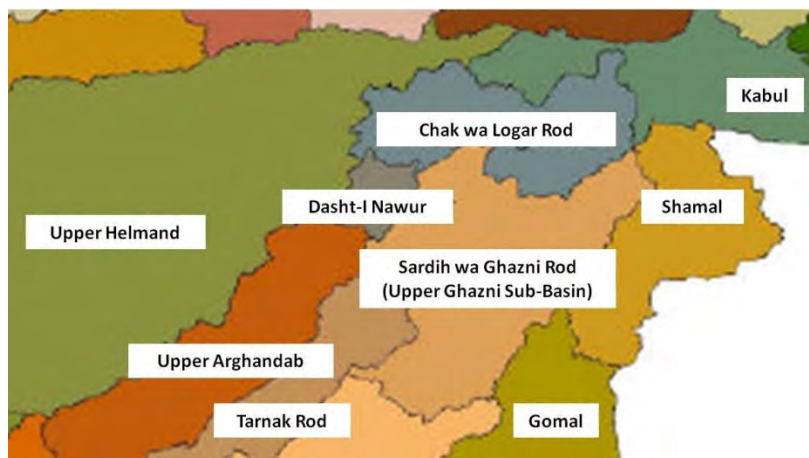 Kabul
Chak wa Logar Rod
Dasht-I Nawur
Shamal
Upper Helmand
Sardih wa Ghazni Rod
(Upper Ghazni Sub-Basin)
Upper Arghandab
Tarnak Rod
Gomal